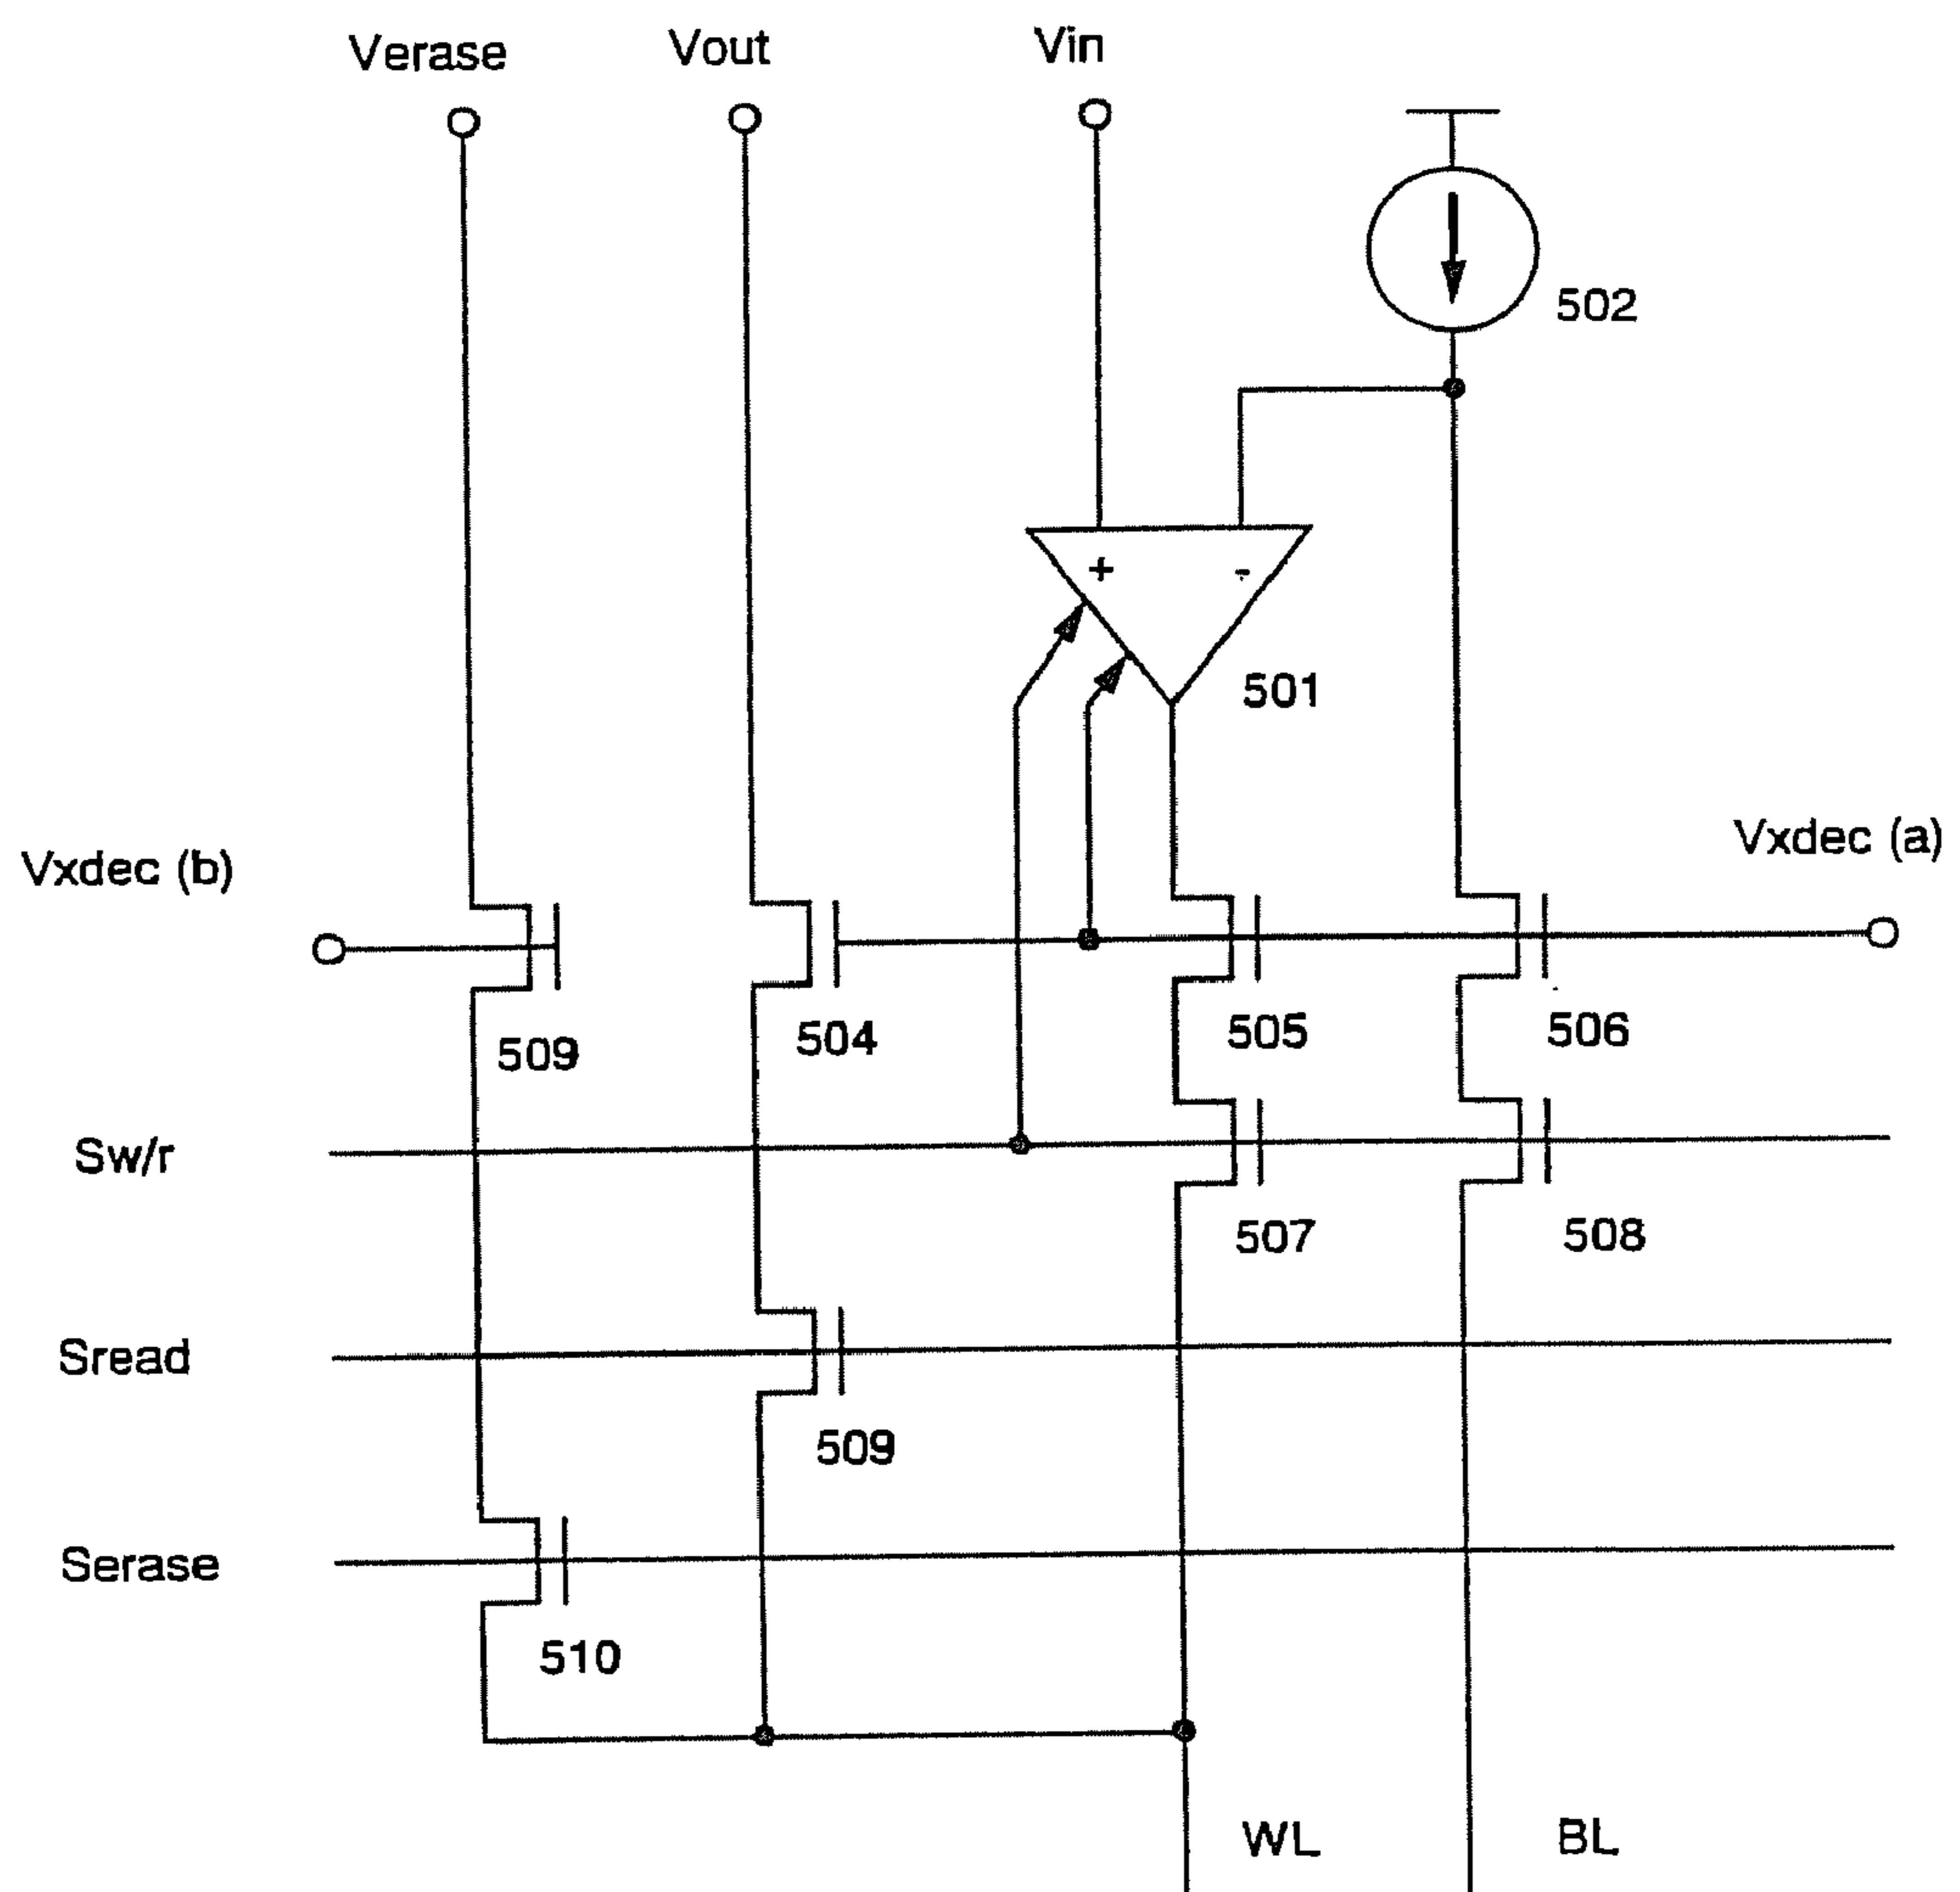 Verase
Vout
Vin
502
+
-
501
Vxdec (b)
Vxdec (a)
509
504
505
506
Sw/r
507
508
Sread
509
Serase
510
WL
BL